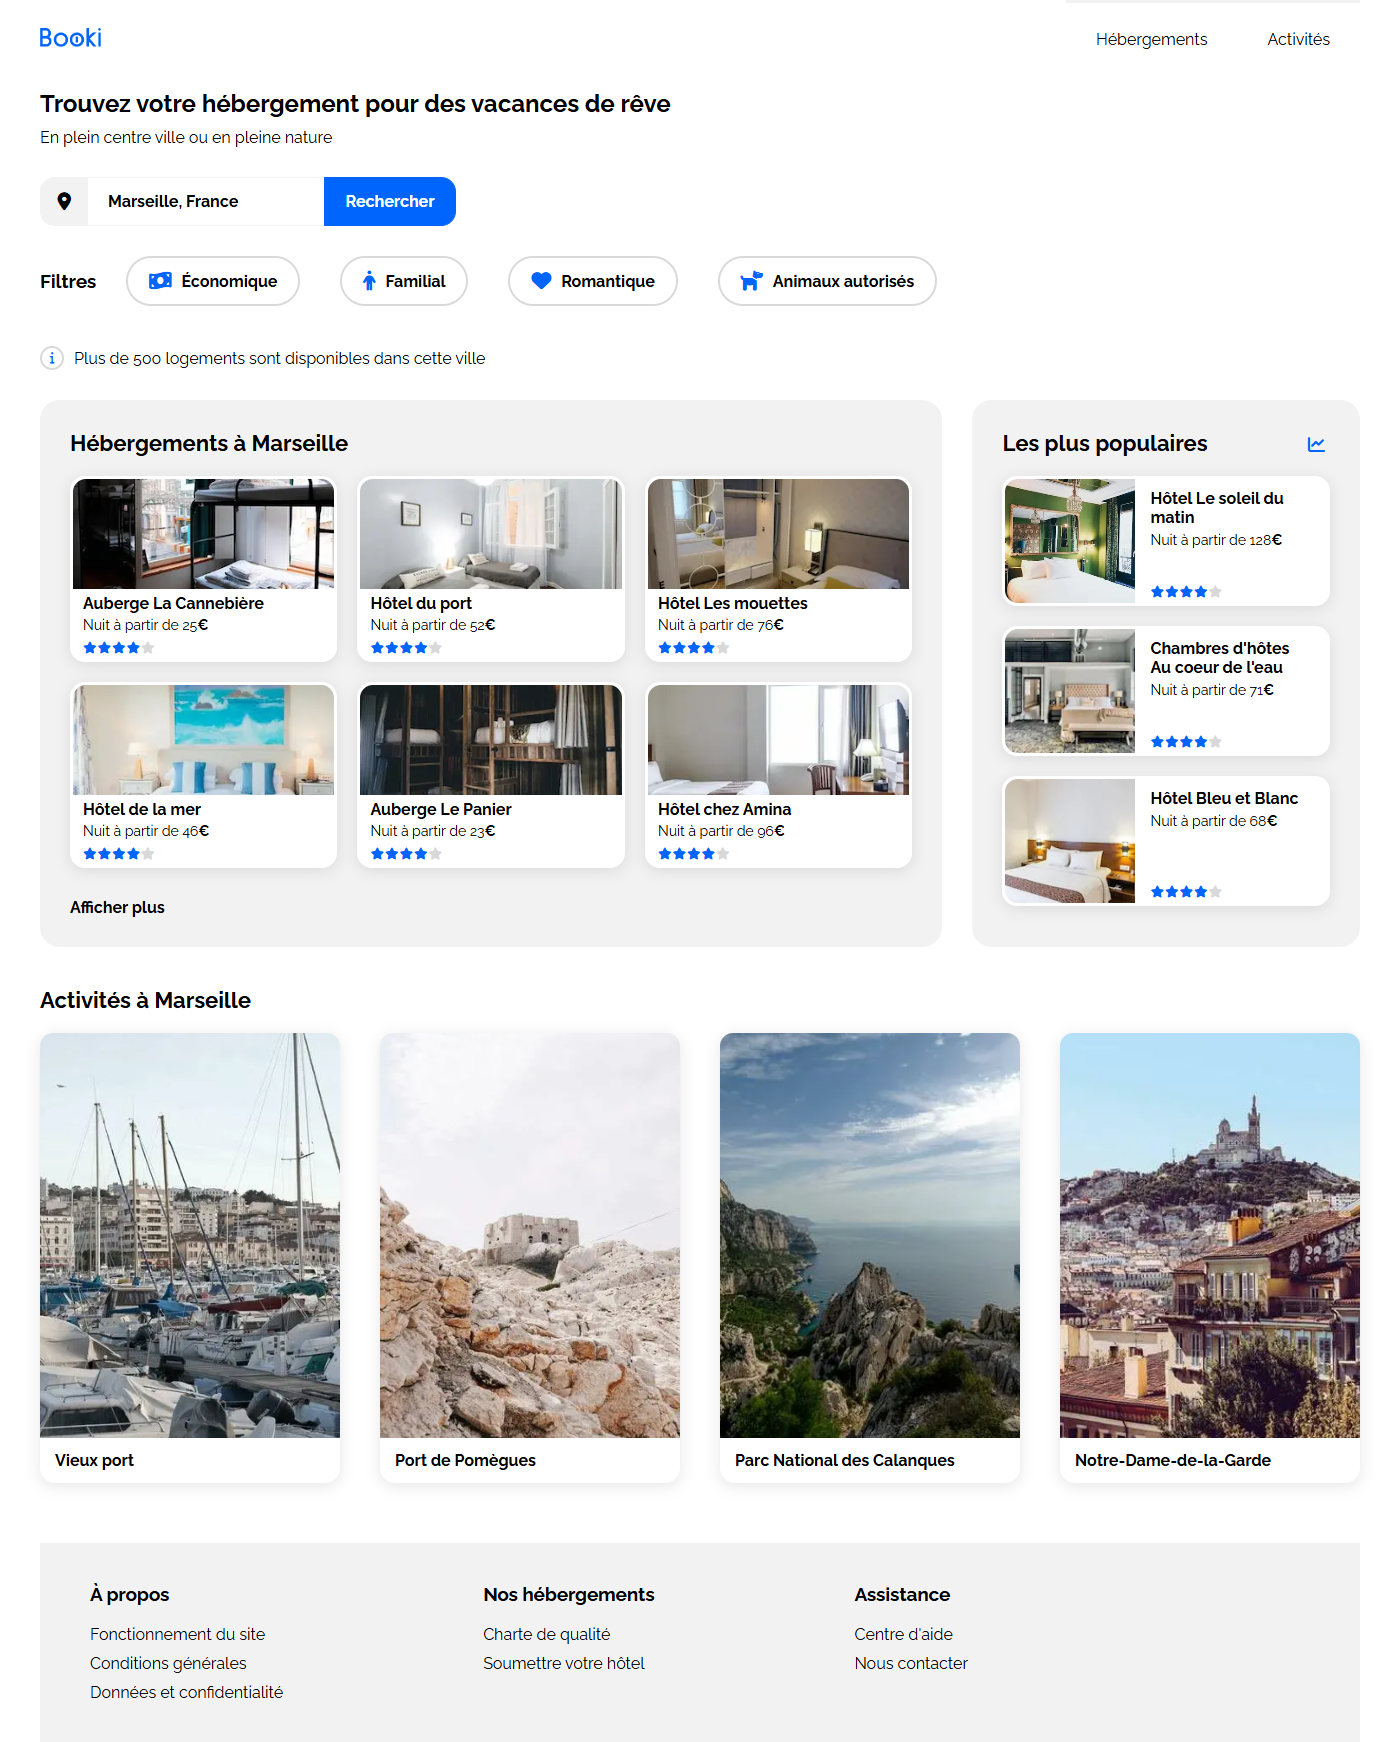 Booki
Hébergements
Activités
Trouvez votre hébergement pour des vacances de rêve
En plein centre ville ou en pleine nature
Marseille, France
Rechercher
Filtres
Économique
Familial
Romantique
Animaux autorisés
Plus de 500 logements sont disponibles dans cette ville
Hébergements à Marseille
Auberge La Cannebière
Nuit à partir de 25€
Hôtel du port
Nuit à partir de 52€
Hôtel Les mouettes
Nuit à partir de 76€
Hôtel de la mer
Nuit à partir de 46€
Auberge Le Panier
Nuit à partir de 23€
Hôtel chez Amina
Nuit à partir de 96€
Afficher plus
Les plus populaires
Hôtel Le soleil du
matin
Nuit à partir de 128€
Chambres d'hôtes
Au coeur de l'eau
Nuit à partir de 71€
Hôtel Bleu et Blanc
Nuit à partir de 68€
Activités à Marseille
Vieux port
Port de Pomègues
Parc National des Calanques
Notre-Dame-de-la-Garde
À propos
Fonctionnement du site
Conditions générales
Données et confidentialité
Nos hébergements
Charte de qualité
Soumettre votre hôtel
Assistance
Centre d'aide
Nous contacter